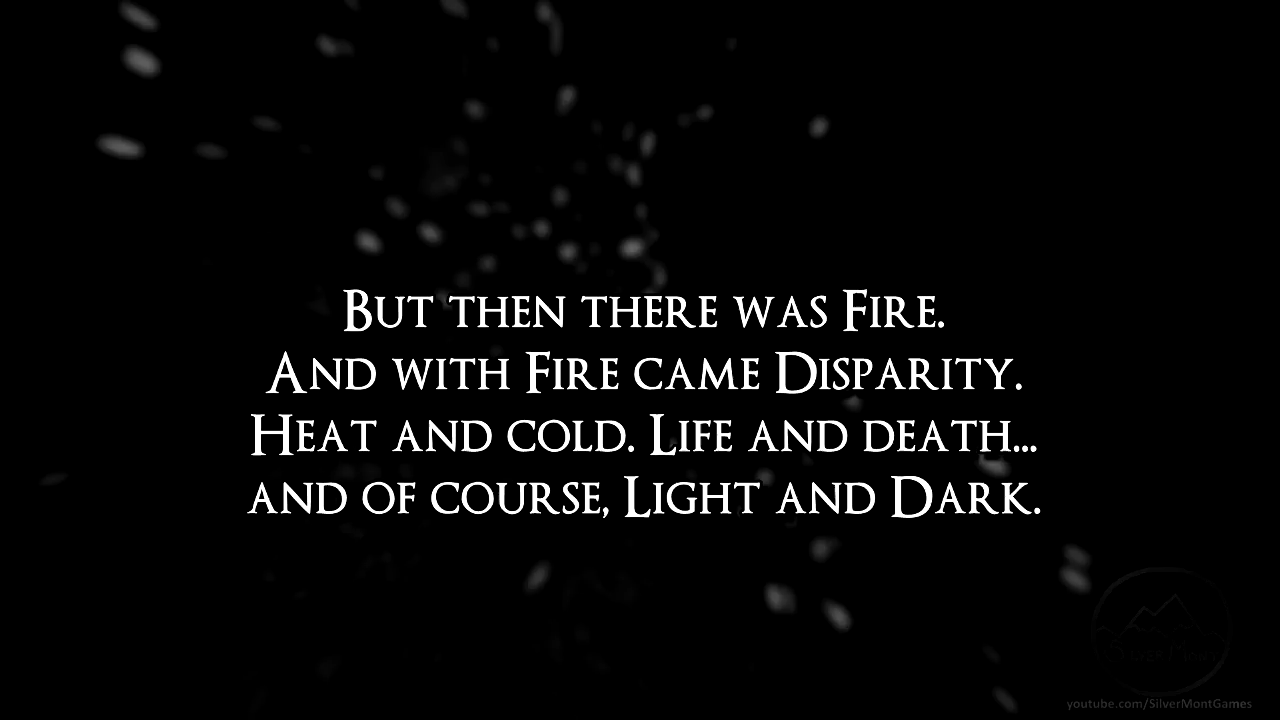 But then there was Fire.
And with Fire came Disparity.
Heat and cold. Life and death...
and of course, Light and Dark.
youtube.com/SilverMontGames